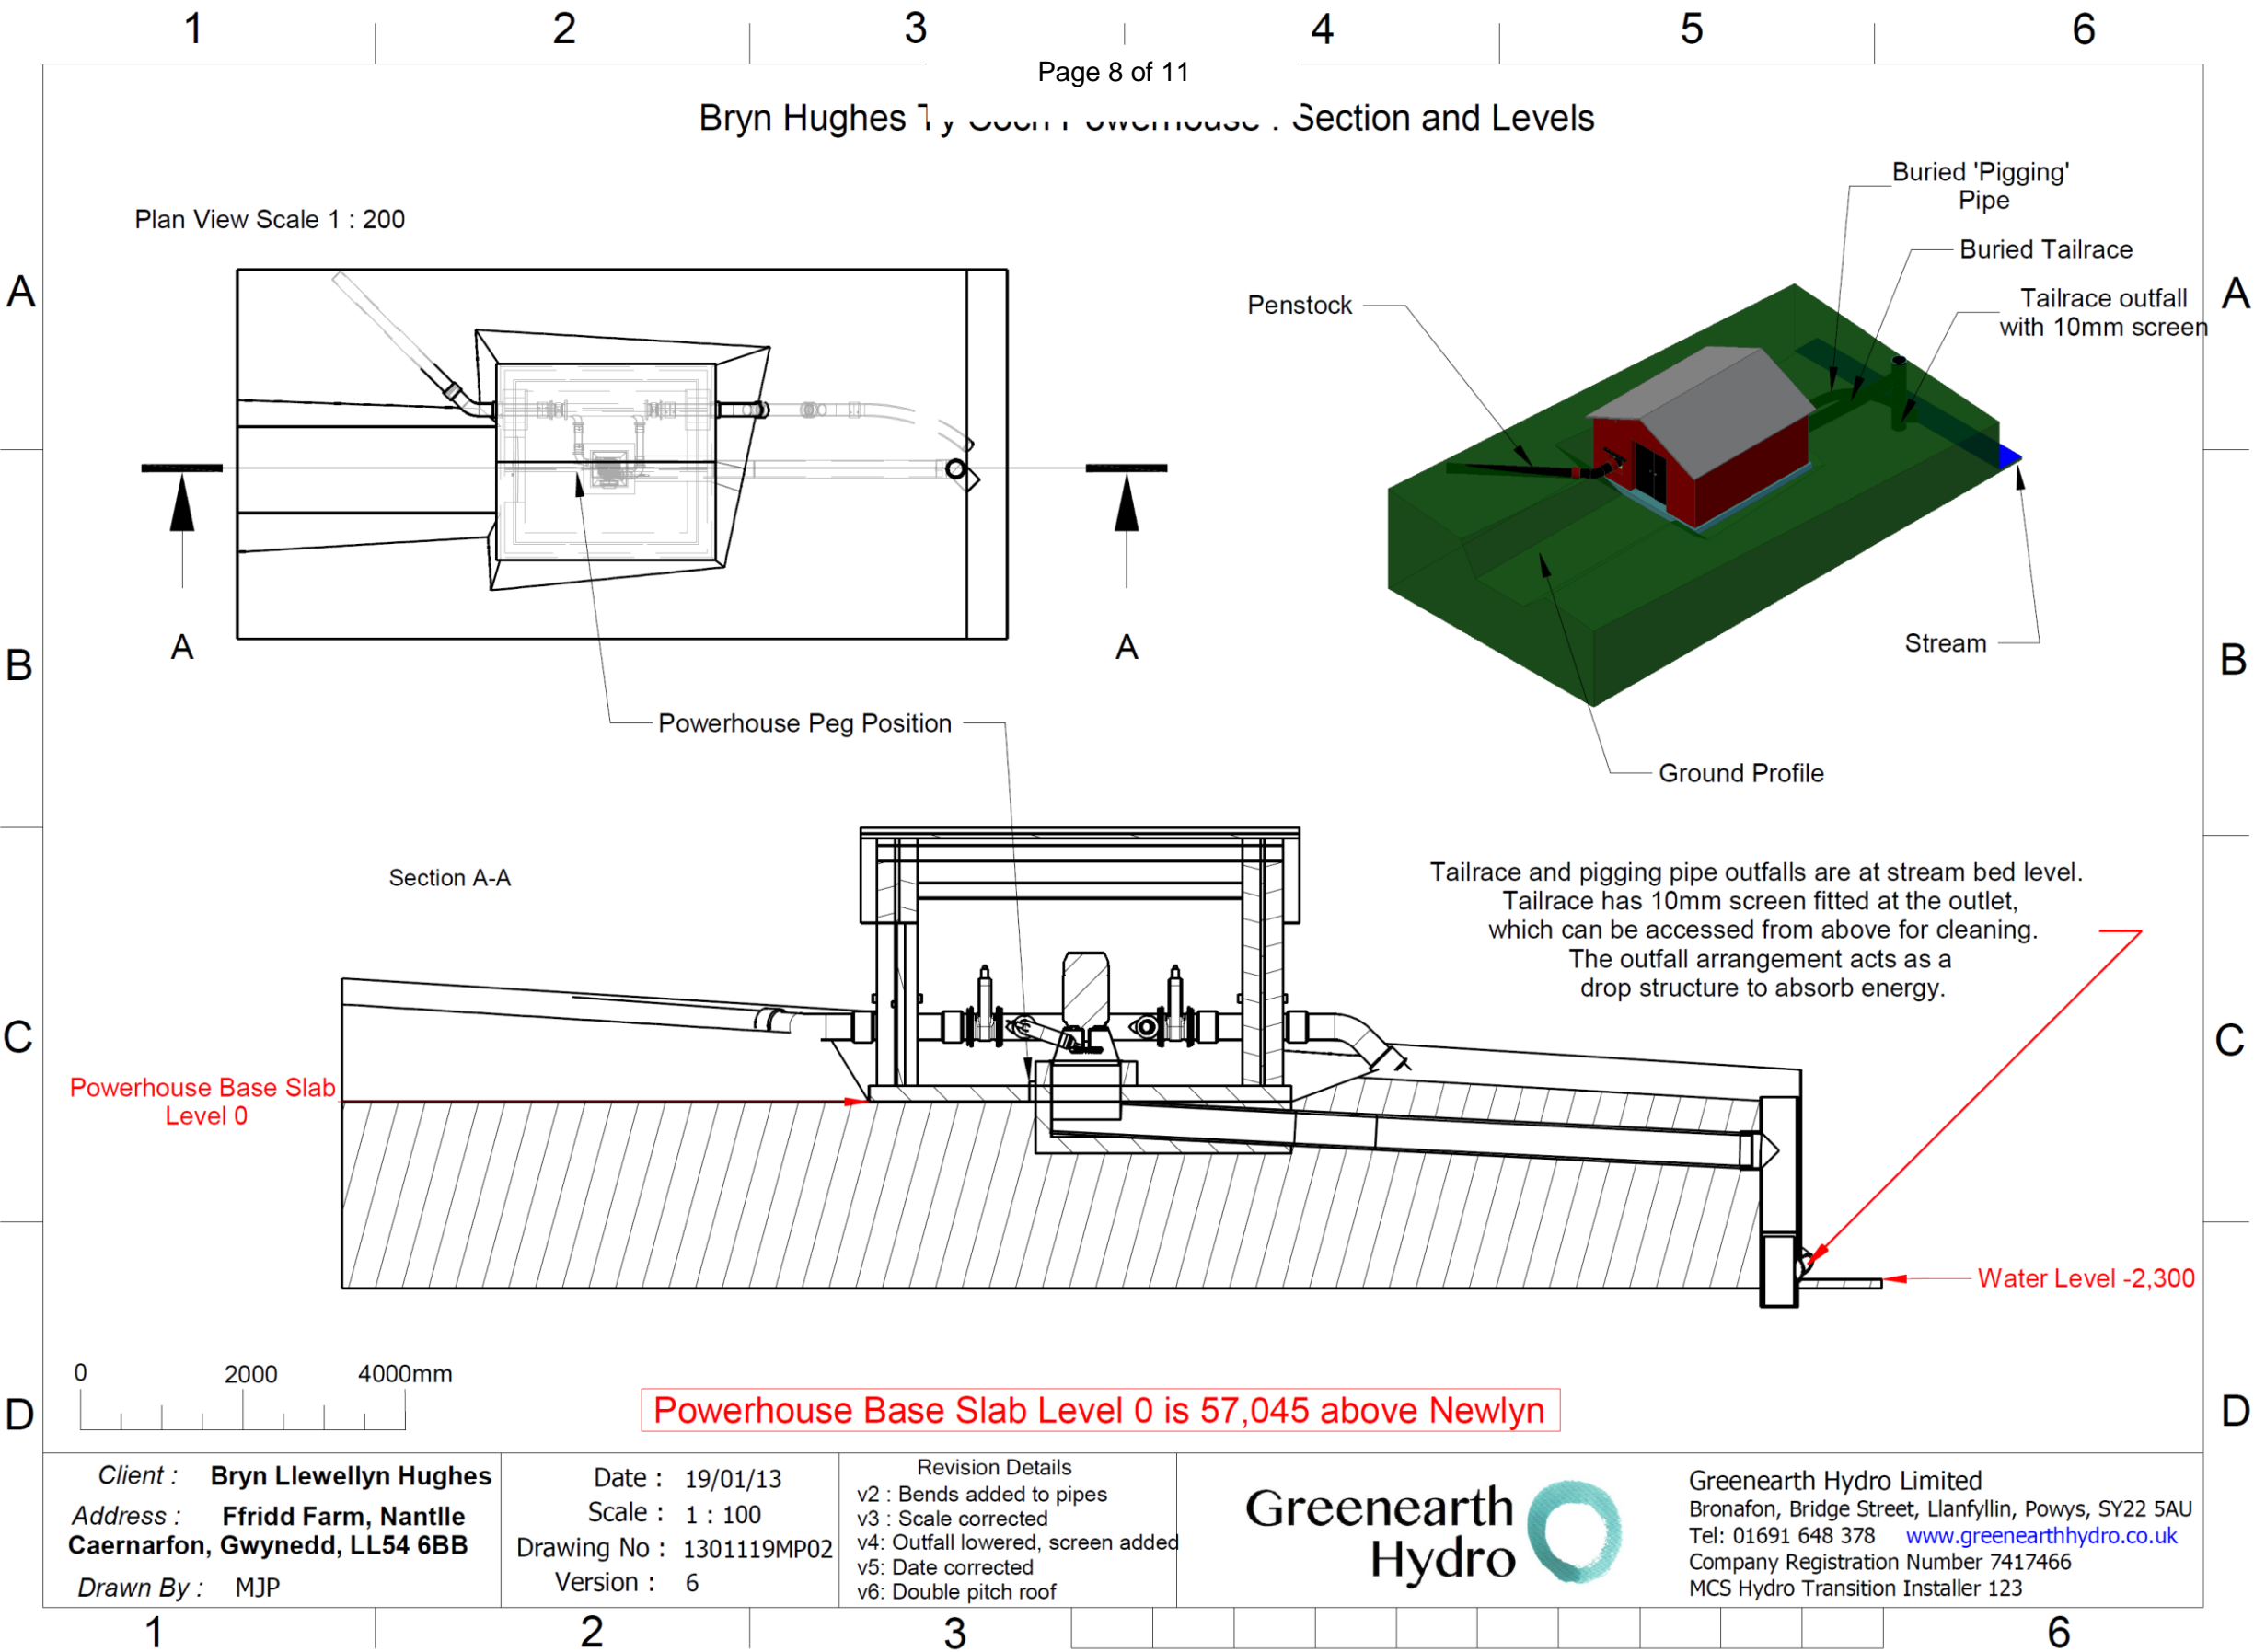 1 2 3 4 5 6
Page 8 of 11
Bryn Hughes Ty Coch Powerhouse : Section and Levels
Plan View Scale 1 : 200
Buried 'Pigging'
Pipe
Buried Tailrace
Tailrace outfall
with 10mm screen
Penstock
A
A
A
A
B
B
Stream
Powerhouse Peg Position
Ground Profile
Section A-A
Tailrace and pigging pipe outfalls are at stream bed level.
Tailrace has 10mm screen fitted at the outlet,
which can be accessed from above for cleaning.
The outfall arrangement acts as a
drop structure to absorb energy.
C
C
Powerhouse Base Slab
Level 0
Water Level -2,300
0 2000 4000mm
D
D
Powerhouse Base Slab Level 0 is 57,045 above Newlyn
Client : Bryn Llewellyn Hughes
Address : Ffridd Farm, Nantlle
Caernarfon, Gwynedd, LL54 6BB
Drawn By : MJP
Date : 19/01/13
Scale : 1 : 100
Drawing No : 1301119MP02
Version : 6
Revision Details
v2 : Bends added to pipes
v3 : Scale corrected
v4: Outfall lowered, screen added
v5: Date corrected
v6: Double pitch roof
Greenearth
Hydro
Greenearth Hydro Limited
Bronafon, Bridge Street, Llanfyllin, Powys, SY22 5AU
Tel: 01691 648 378 www.greenearthhydro.co.uk
Company Registration Number 7417466
MCS Hydro Transition Installer 123
1 2 3 6